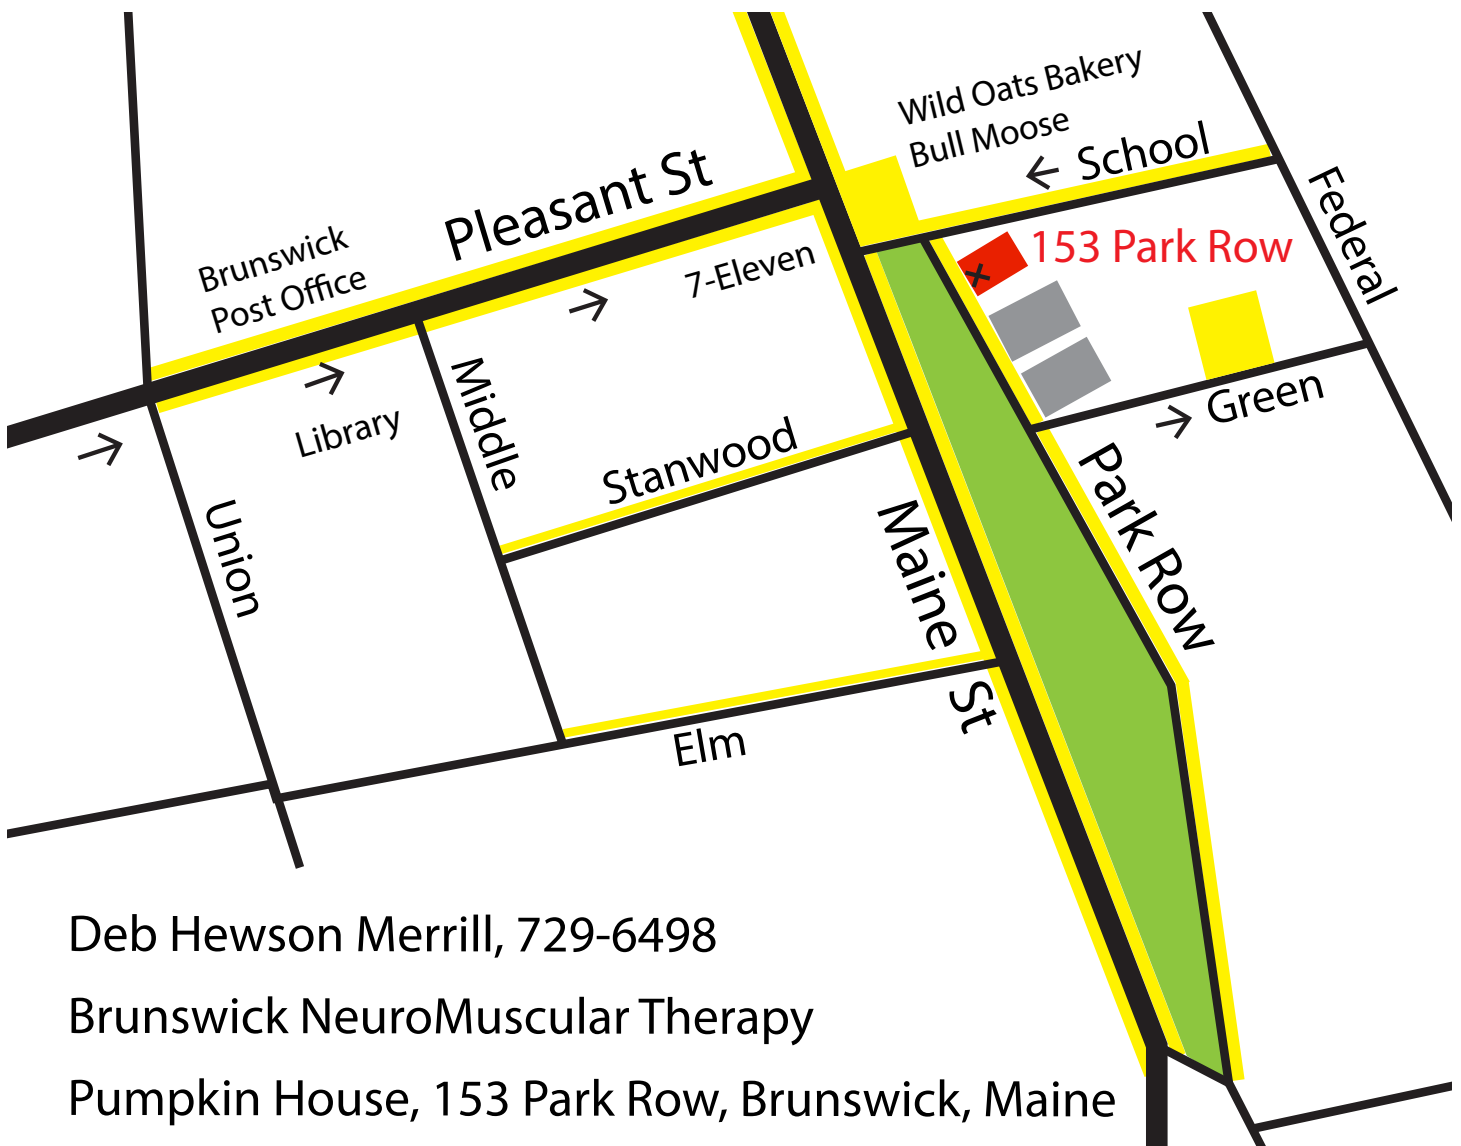 Wild Oats Bakery
Bull Moose
School
Pleasant St
Federal
Brunswick
Post Office
153 Park Row
7-Eleven
Middle
Library
Green
Stanwood
Park Row
Union
Maine St
Elm
Deb Hewson Merrill, 729-6498
Brunswick NeuroMuscular Therapy
Pumpkin House, 153 Park Row, Brunswick, Maine